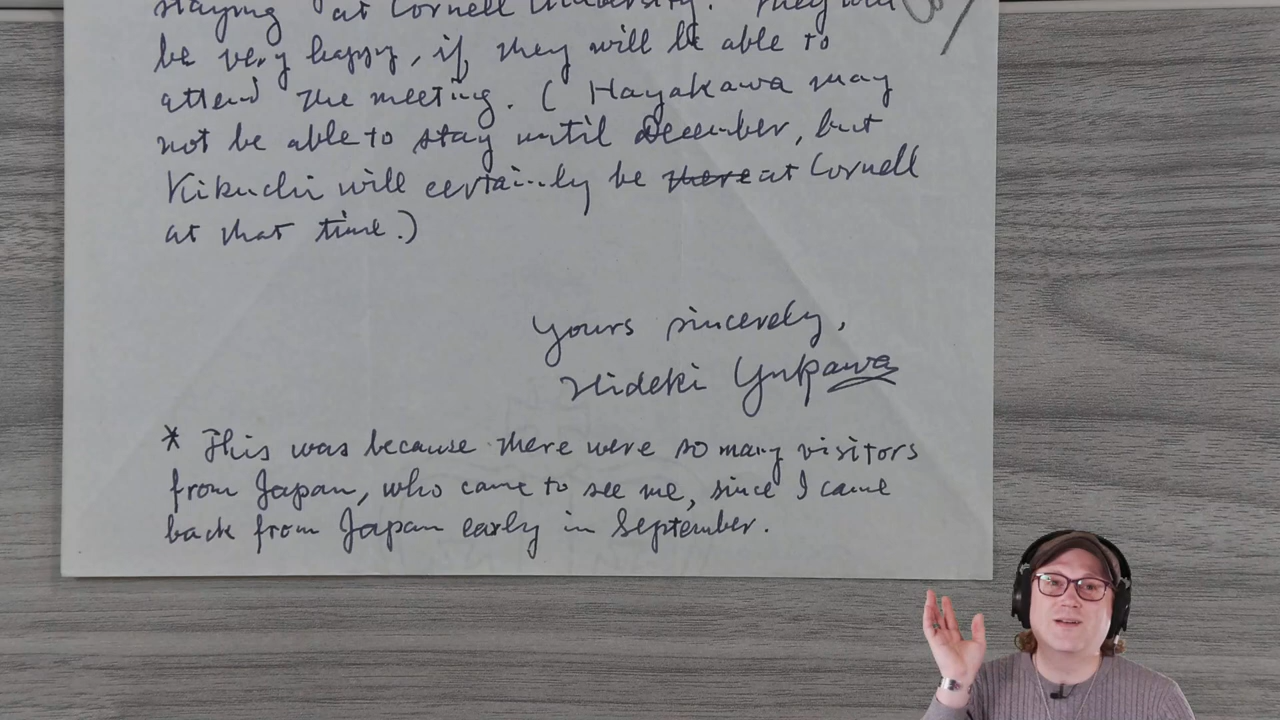 staying at Cornell University. They will
be very happy, if they will be able to
attend the meeting. (Hayakawa may
not be able to stay until December, but
Kikuchi will certainly be there at Cornell
at that time.)
Yours sincerely,
Hideki Yukawa
* This was because there were so many visitors
from Japan, who came to see me, since I came
back from Japan early in September.